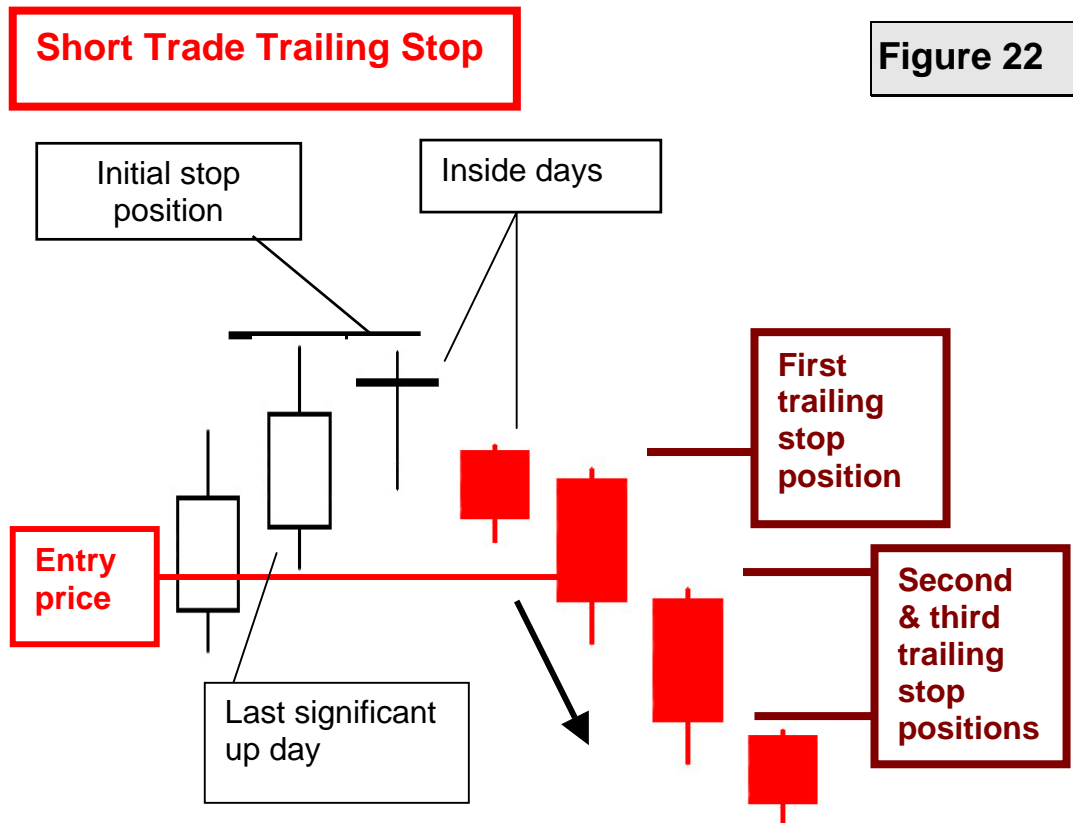 Short Trade Trailing Stop
Figure 22
Initial stop
position
Inside days
First
trailing
stop
position
Entry
price
Second
& third
trailing
stop
positions
Last significant
up day